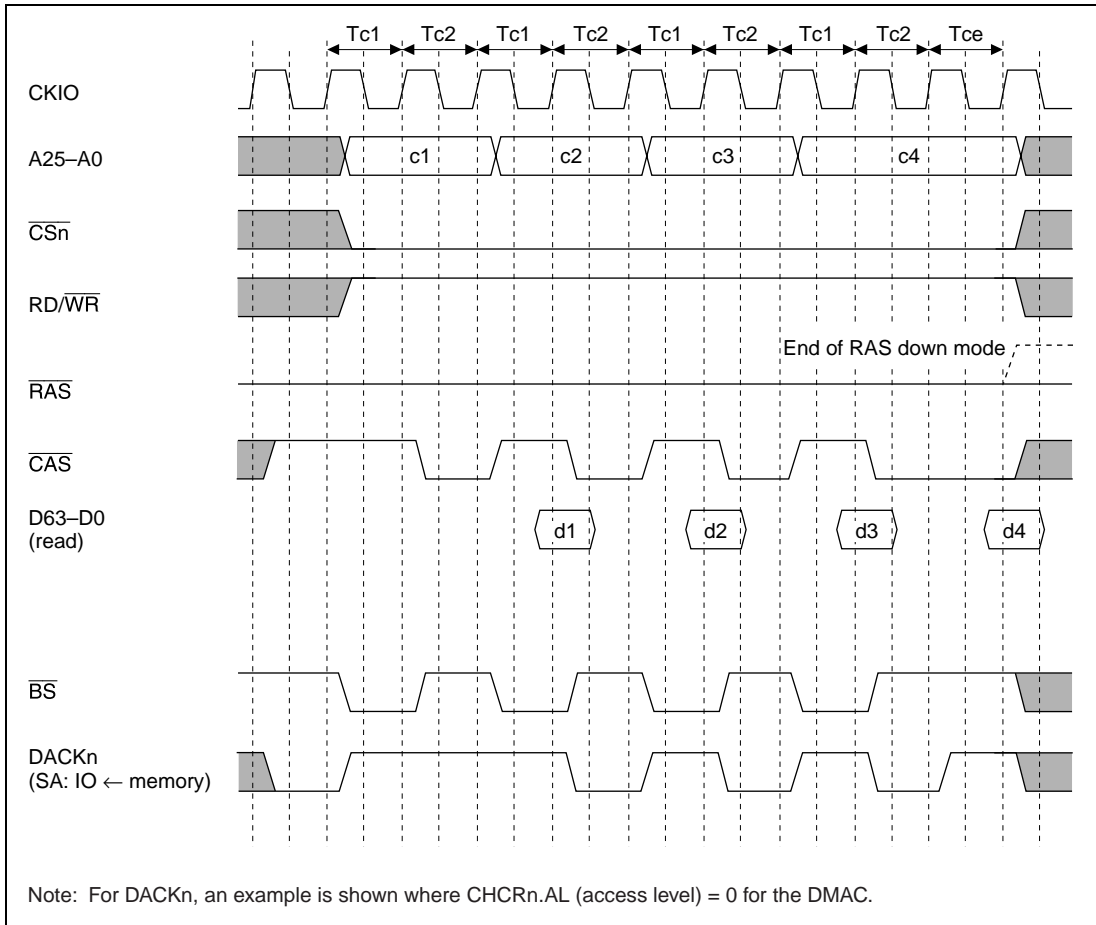 Tc1 Tc2 Tc1 Tc2 Tc1 Tc2 Tc1 Tc2 Tce
CKIO
A25–A0
c1 c2 c3 c4
CSn
RD/WR
End of RAS down mode
RAS
CAS
D63–D0
(read)
d1 d2 d3 d4
BS
DACKn
(SA: IO ← memory)
Note: For DACKn, an example is shown where CHCRn.AL (access level) = 0 for the DMAC.